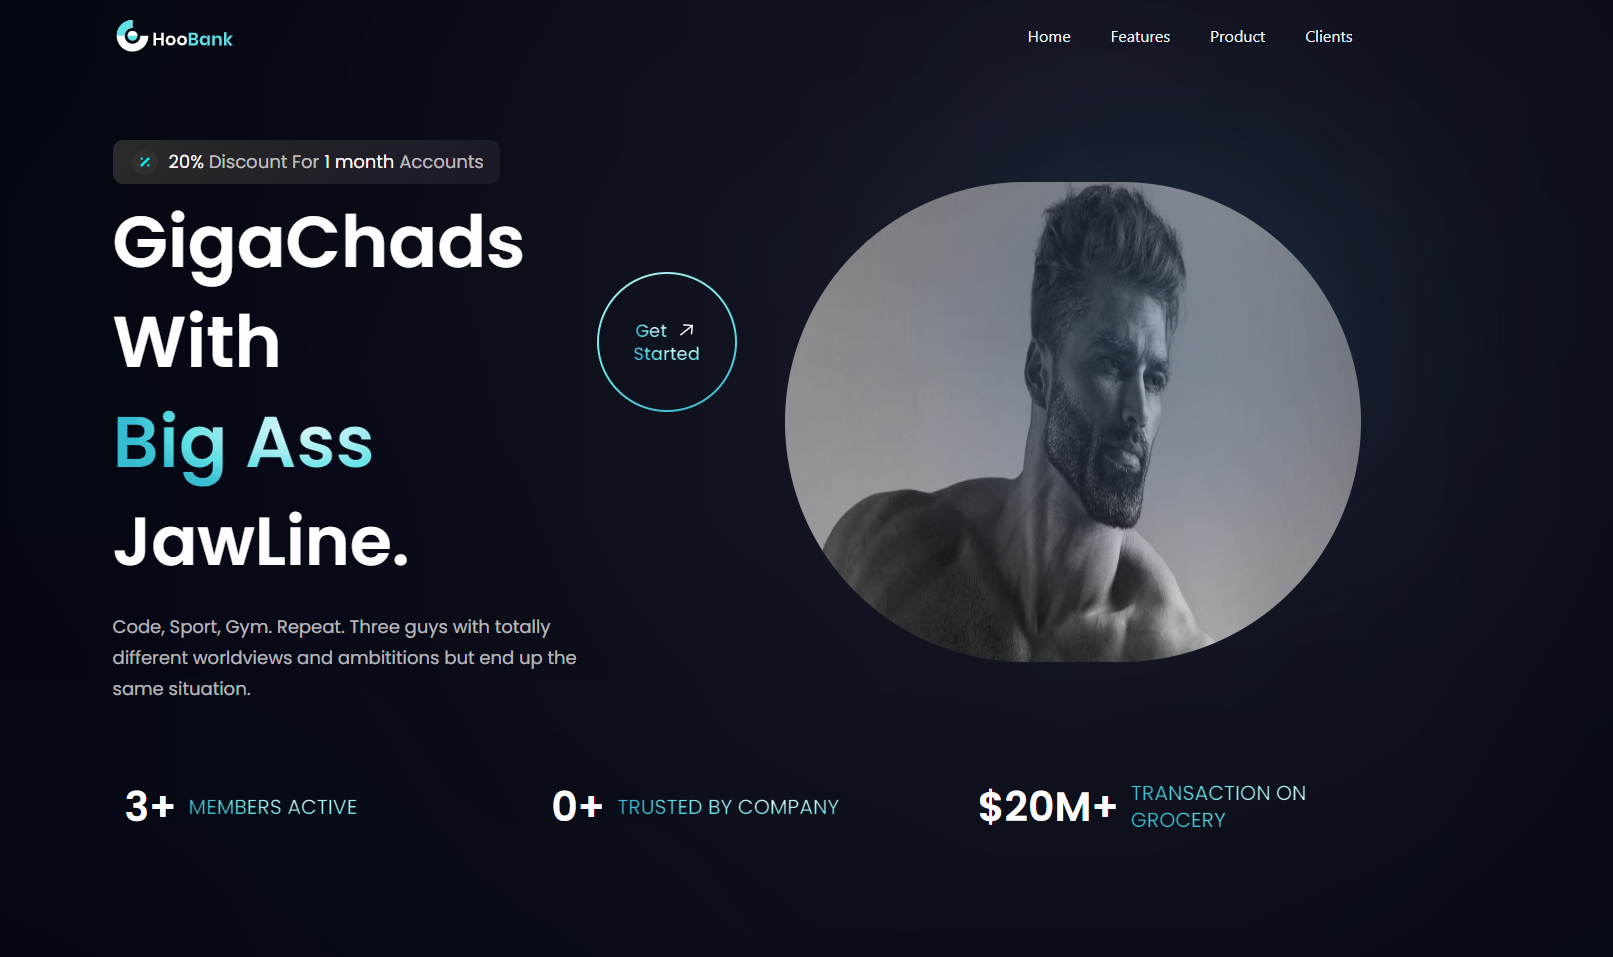 HooBank
Home Features Product Clients
20% Discount For 1 month Accounts
GigaChads
With
Big Ass
JawLine.
Get
Started
Code, Sport, Gym. Repeat. Three guys with totally
different worldviews and ambititions but end up the
same situation.
3+ MEMBERS ACTIVE
0+ TRUSTED BY COMPANY
$20M+ TRANSACTION ON
GROCERY